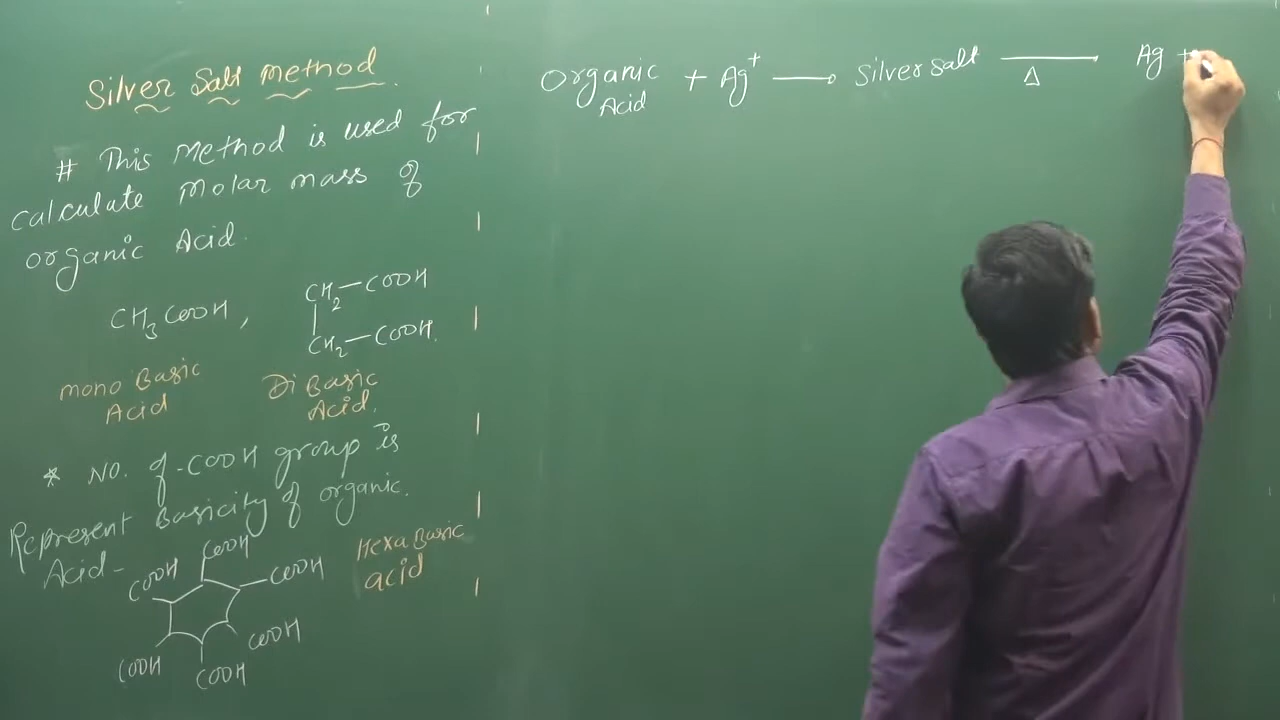 Silver Salt Method.
# This Method is used for
calculate Molar mass of
organic Acid.
CH3COOH,
CH2-COOH
CH2-COOH.
mono Basic
Acid
Di Basic
Acid.
* NO. of -COOH group is
Represent Basicity of organic.
Acid-
COOH
COOH
COOH
COOH
COOH
COOH
Hexa Basic
acid
Organic Acid + Ag+ → Silver Salt Δ Ag +